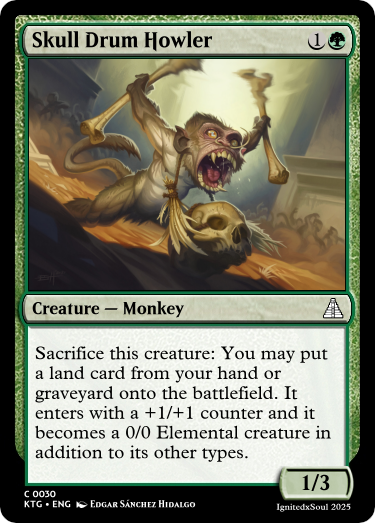 Skull Drum Howler 1
Creature — Monkey
Sacrifice this creature: You may put
a land card from your hand or
graveyard onto the battlefield. It
enters with a +1/+1 counter and it
becomes a 0/0 Elemental creature in
addition to its other types.
1/3
C 0030
KTG • ENG Edgar Sánchez Hidalgo
IgnitedxSoul 2025